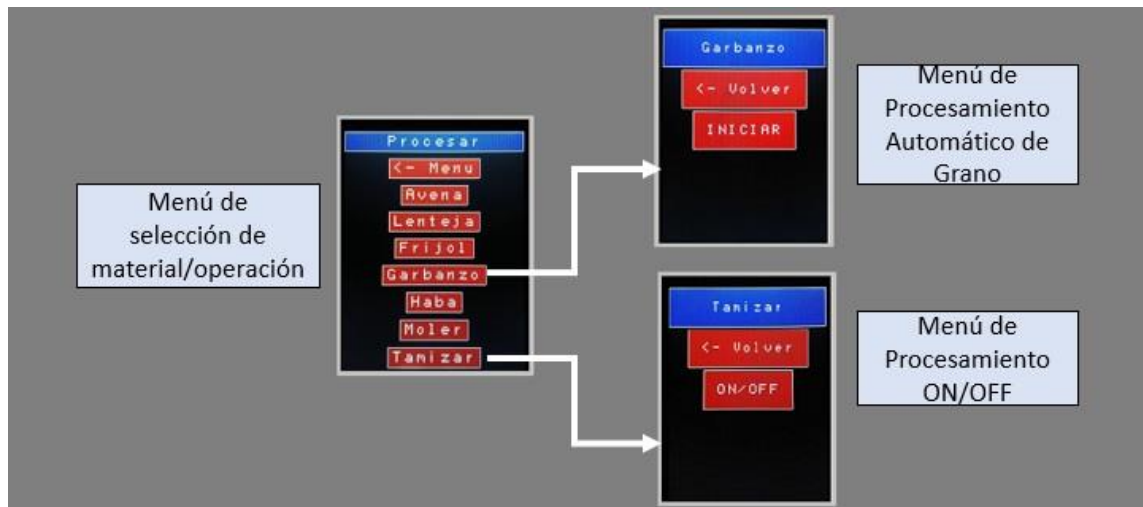 Menú de
selección de
material/operación
Procesar
<- Menu
Avena
Lenteja
Frijol
Garbanzo
Haba
Moler
Tamizar
Garbanzo
<- Volver
INICIAR
Menú de
Procesamiento
Automático de
Grano
Tamizar
<- Volver
ON/OFF
Menú de
Procesamiento
ON/OFF